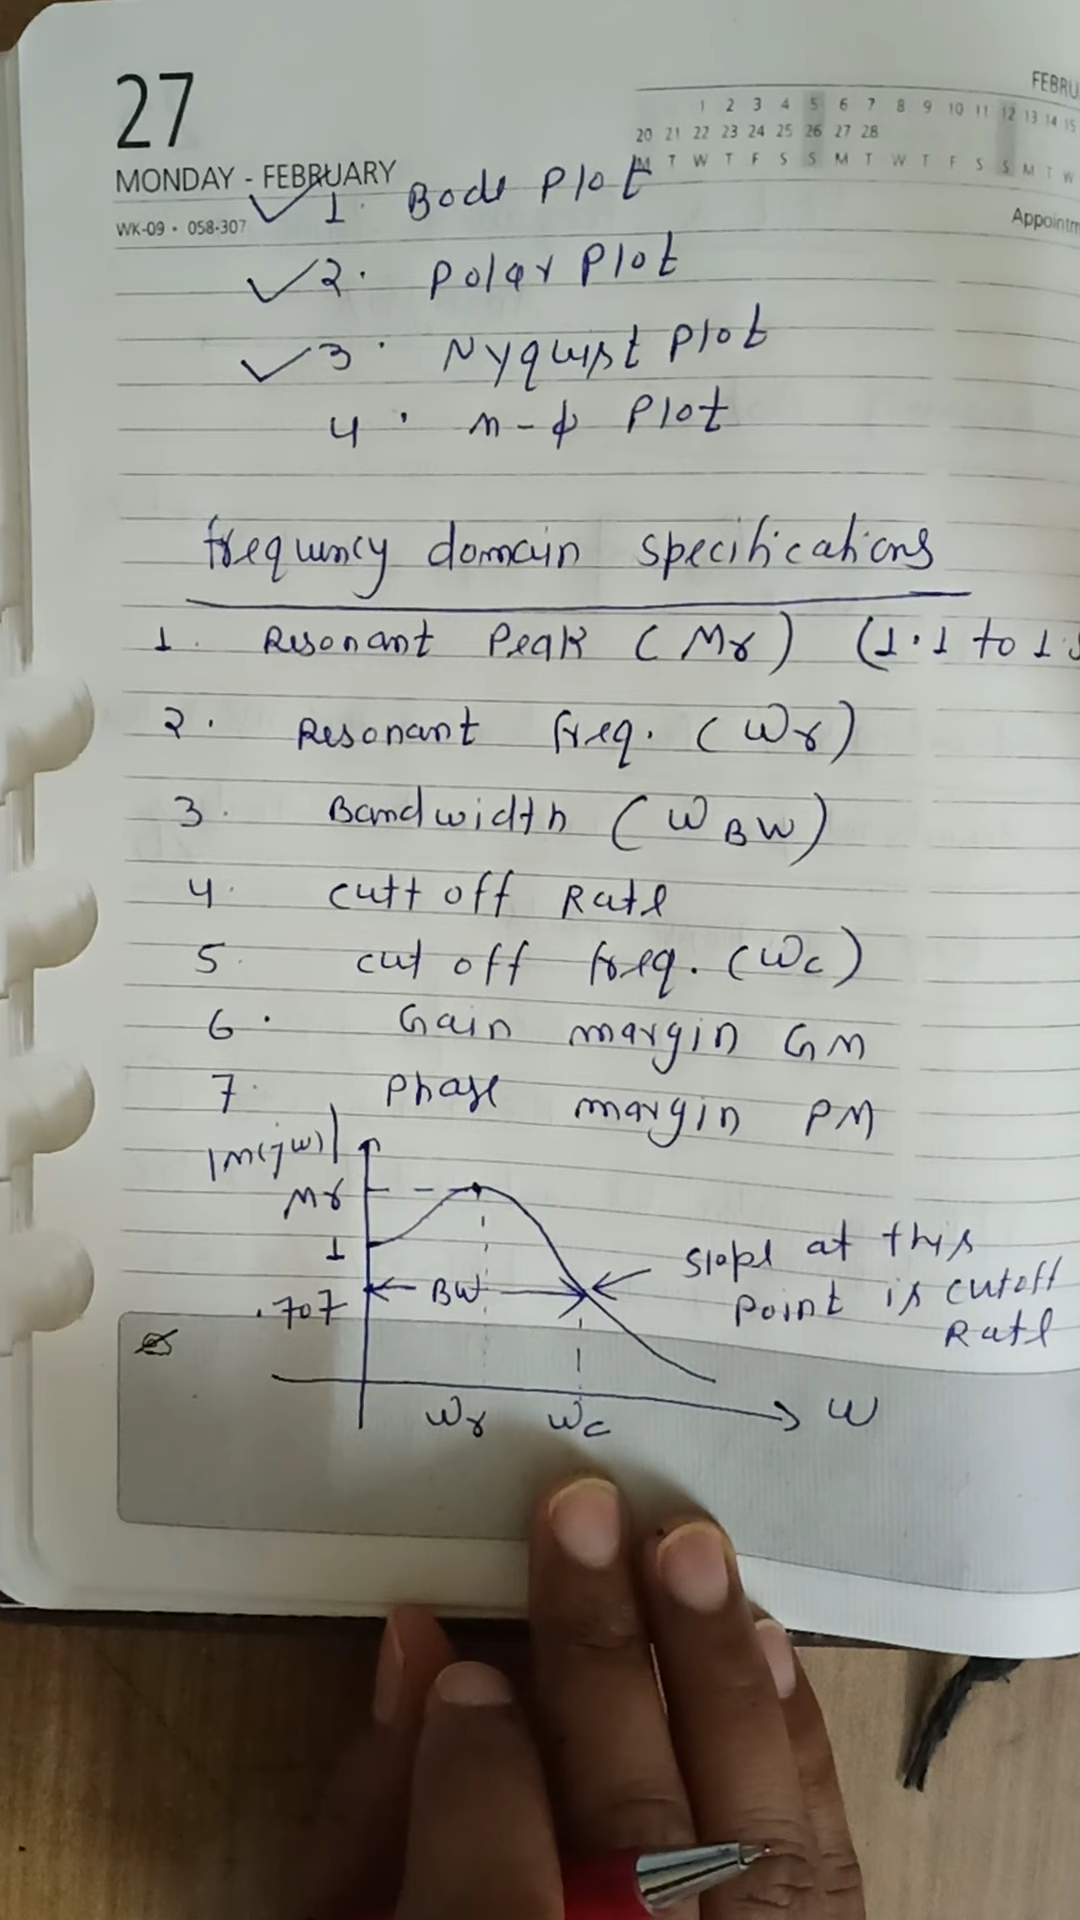 27
MONDAY - FEBRUARY
WK-09 • 058-307
FEBRU
1 2 3 4 5 6 7 8 9 10 11 12 13 14 15
20 21 22 23 24 25 26 27 28
M T W T F S S M T W T F S S M T W
Appointm
1. Bode Plot
2. Polar Plot
3. Nyquist Plot
4. M-φ Plot
frequency domain specifications
1. Resonant Peak (Mr) (1.1 to 1.5
2. Resonant freq. (ωr)
3. Bandwidth (ωBW)
4. cutt off Rate
5. cut off freq. (ωc)
6. Gain margin GM
7. Phase margin PM
|M(jω)|
Mr
1
BW
.707
slope at this
Point is cutoff
Rate
ωr ωc ω